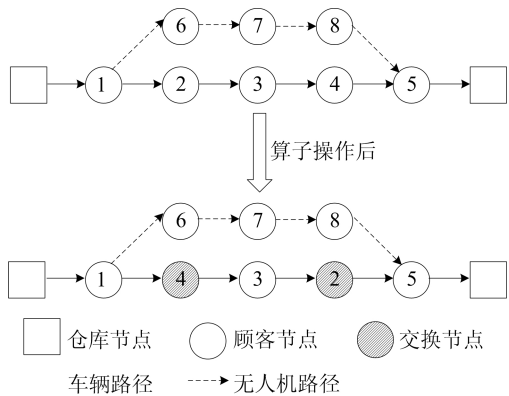 6 7 8
1 2 3 4 5
算子操作后
6 7 8
1 4 3 2 5
仓库节点 顾客节点 交换节点
车辆路径 无人机路径